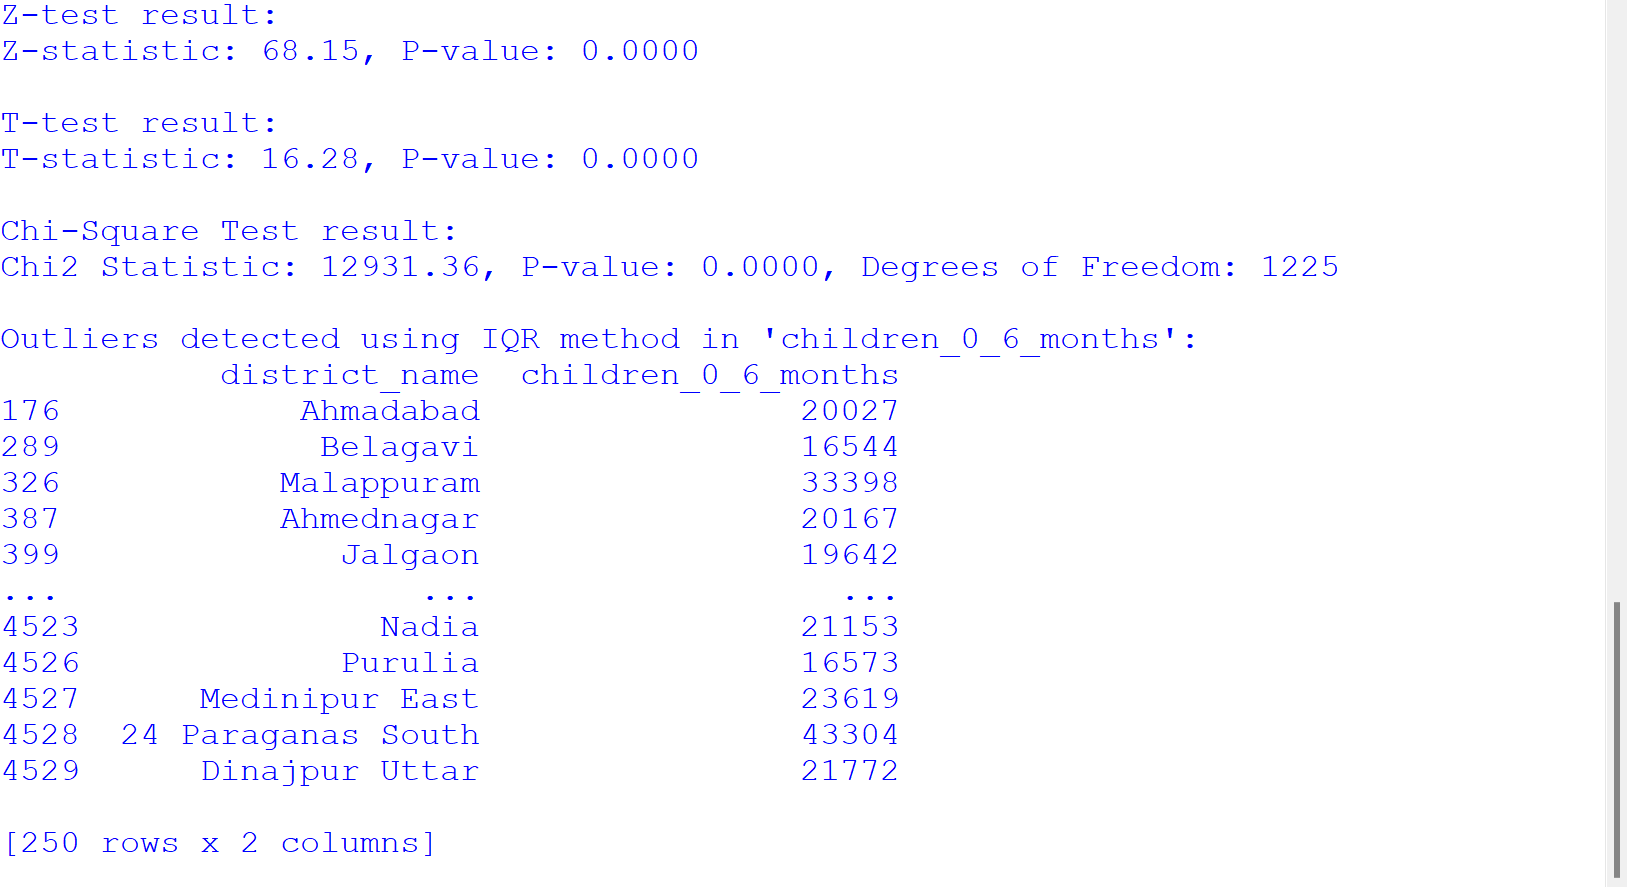 Z-test result:
Z-statistic: 68.15, P-value: 0.0000
T-test result:
T-statistic: 16.28, P-value: 0.0000
Chi-Square Test result:
Chi2 Statistic: 12931.36, P-value: 0.0000, Degrees of Freedom: 1225
Outliers detected using IQR method in 'children_0_6_months':
district_name children_0_6_months
176 Ahmadabad 20027
289 Belagavi 16544
326 Malappuram 33398
387 Ahmednagar 20167
399 Jalgaon 19642
... ... ...
4523 Nadia 21153
4526 Purulia 16573
4527 Medinipur East 23619
4528 24 Paraganas South 43304
4529 Dinajpur Uttar 21772
[250 rows x 2 columns]